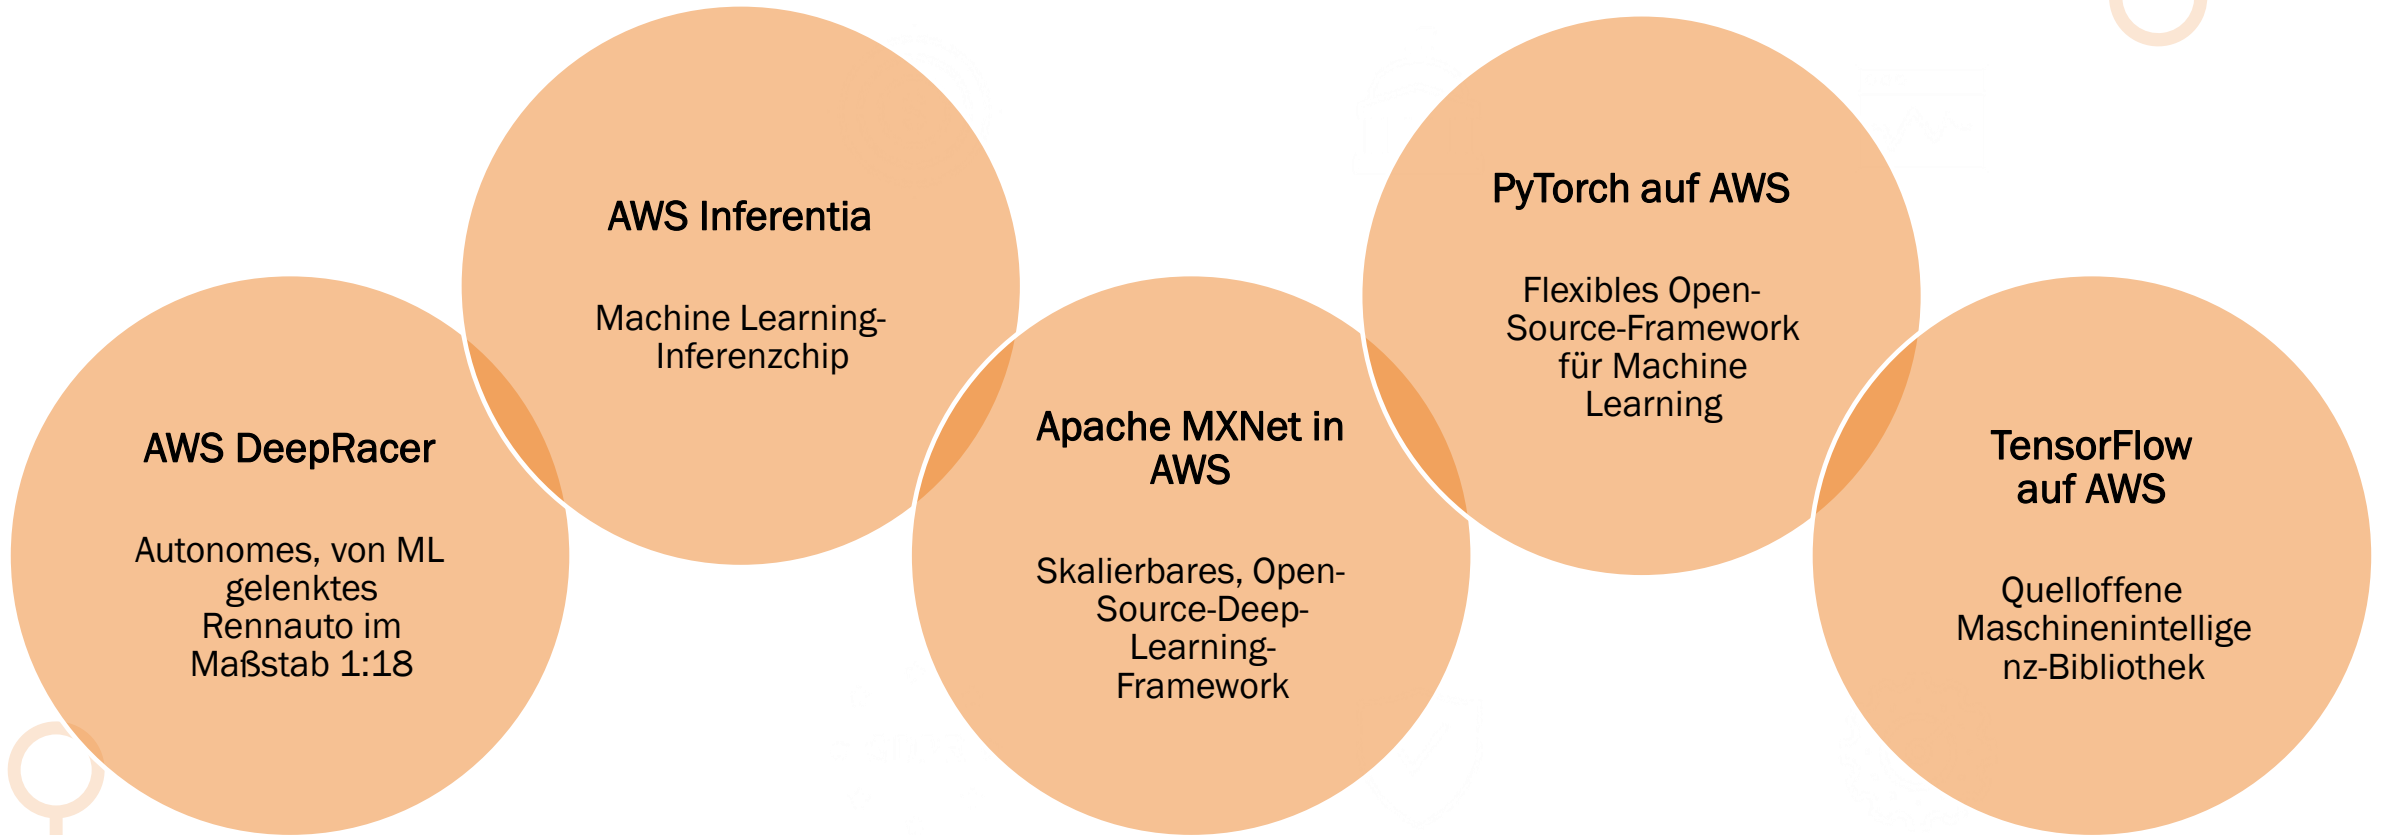 AWS DeepRacer
Autonomes, von ML
gelenktes
Rennauto im
Maßstab 1:18
AWS Inferentia
Machine Learning-
Inferenzchip
Apache MXNet in
AWS
Skalierbares, Open-
Source-Deep-
Learning-
Framework
PyTorch auf AWS
Flexibles Open-
Source-Framework
für Machine
Learning
TensorFlow
auf AWS
Quelloffene
Maschinenintellige
nz-Bibliothek